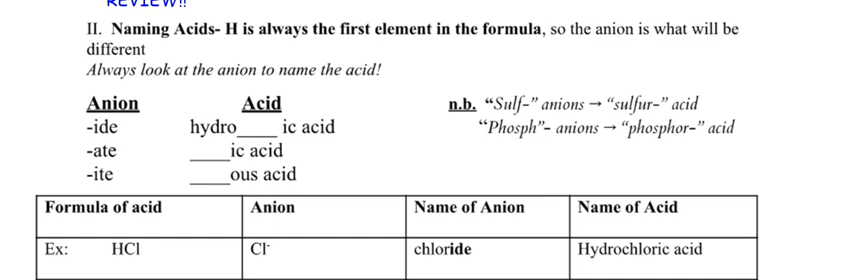 REVIEW!!
II. Naming Acids- H is always the first element in the formula, so the anion is what will be
different
Always look at the anion to name the acid!
Anion Acid n.b. “Sulf-” anions → “sulfur-” acid
-ide hydro____ ic acid “Phosph”- anions → “phosphor-” acid
-ate ____ic acid
-ite ____ous acid
Formula of acid Anion Name of Anion Name of Acid
Ex: HCl Cl- chloride Hydrochloric acid